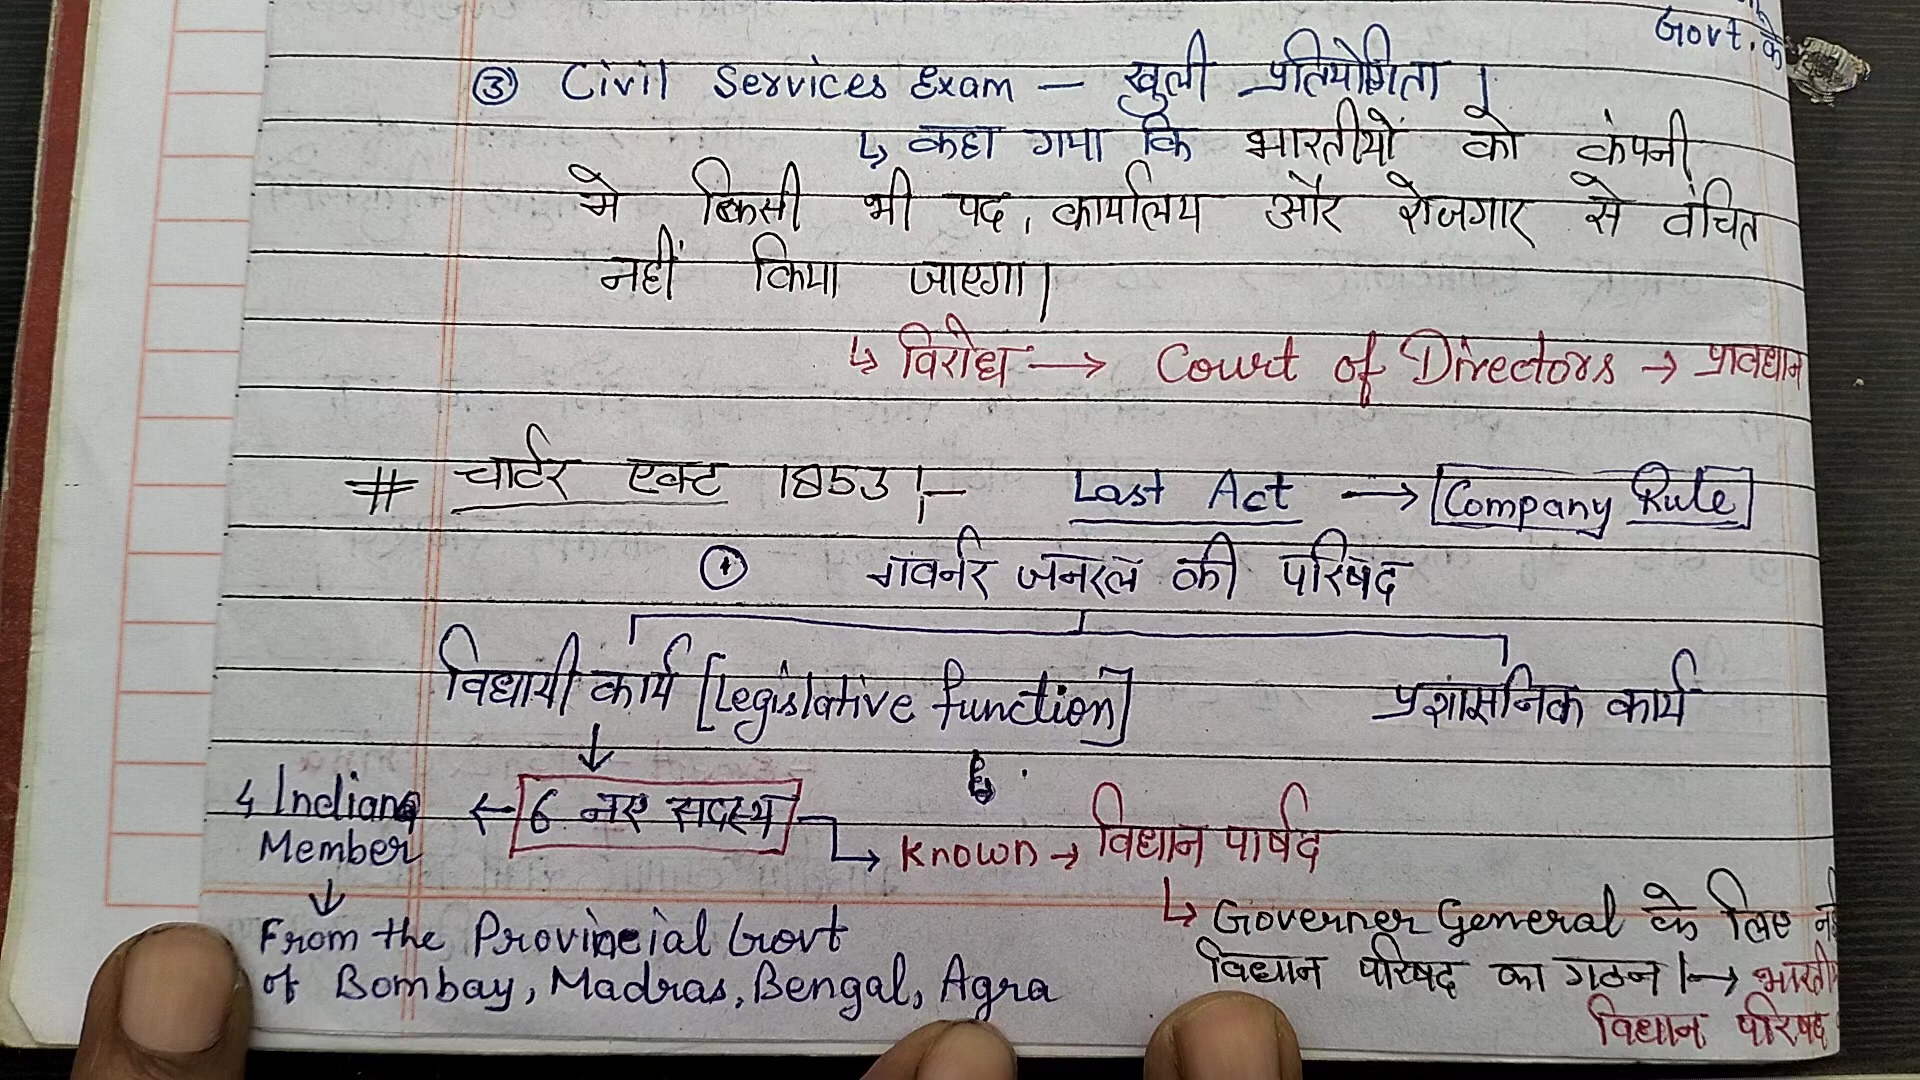 Govt. के
③ Civil Services Exam — खुली प्रतियोगिता ।
↳ कहा गया कि भारतीयों को कंपनी
मे किसी भी पद, कार्यालय और रोजगार से वंचित
नहीं किया जाएगा।
↳ विरोध → Court of Directors → प्रावधान
# चार्टर एक्ट 1853 :- Last Act → Company Rule
① गवर्नर जनरल की परिषद
विधायी कार्य [Legislative function] प्रशासनिक कार्य
4 Indian Member ← 6 नए सदस्य → Known → विधान पार्षद
↓
From the Provincial Govt
of Bombay, Madras, Bengal, Agra
↳ Governer General के लिए
विधान परिषद का गठन। →
विधान परिषद